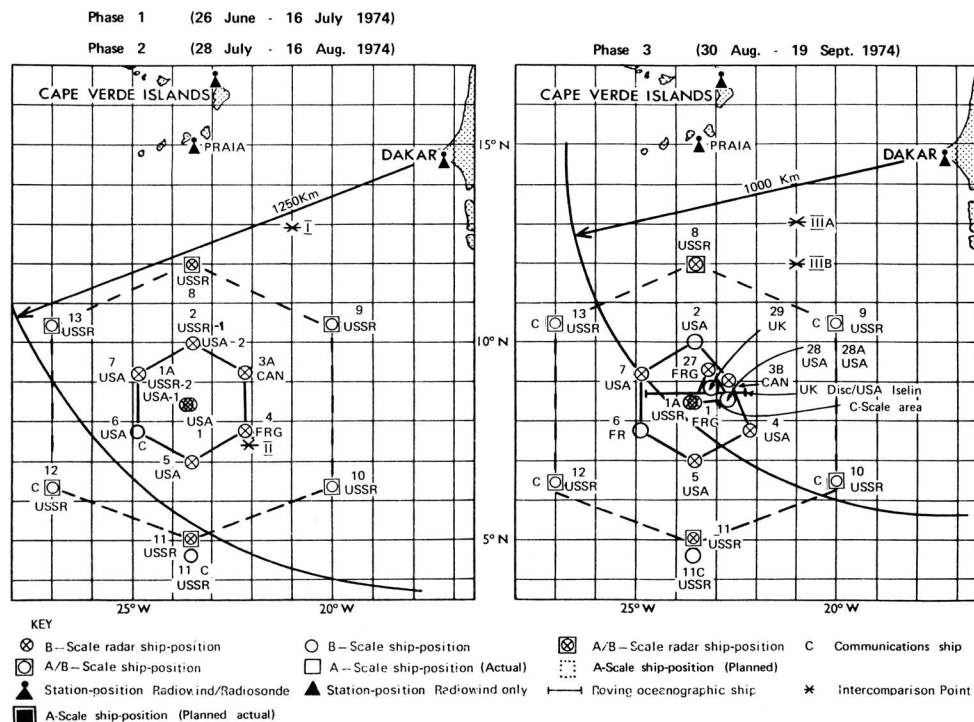 Phase 1 (26 June - 16 July 1974)
Phase 2 (28 July - 16 Aug. 1974)
Phase 3 (30 Aug. - 19 Sept. 1974)
CAPE VERDE ISLANDS
PRAIA
DAKAR
1250Km
I
USSR
8
13
USSR
9
USSR
2
USSR -1
USA - 2
7
USA
1A
USSR-2
USA-1
3A
CAN
USA
1
6
USA
C
4
FRG
II
5
USA
12
C
USSR
10
USSR
11
USSR
11 C
USSR
25°W
20°W
15°N
10°N
5°N
CAPE VERDE ISLANDS
PRAIA
DAKAR
1000 Km
IIIA
IIIB
8
USSR
C
13
USSR
C
9
USSR
2
USA
29
UK
28
USA
28A
USA
7
USA
27
FRG
3B
CAN
UK Disc/USA Iselin
C-Scale area
1A
USSR
1
FRG
6
FR
4
USA
5
USA
12
C
USSR
10
C
USSR
11
USSR
11C
USSR
25°W
20°W
KEY
B-Scale radar ship-position
B-Scale ship-position
A/B-Scale radar ship-position
C Communications ship
A/B-Scale ship-position
A-Scale ship-position (Actual)
A-Scale ship-position (Planned)
Station-position Radiowind/Radiosonde
Station-position Rediowind only
Roving oceanographic ship
Intercomparison Point
A-Scale ship-position (Planned actual)